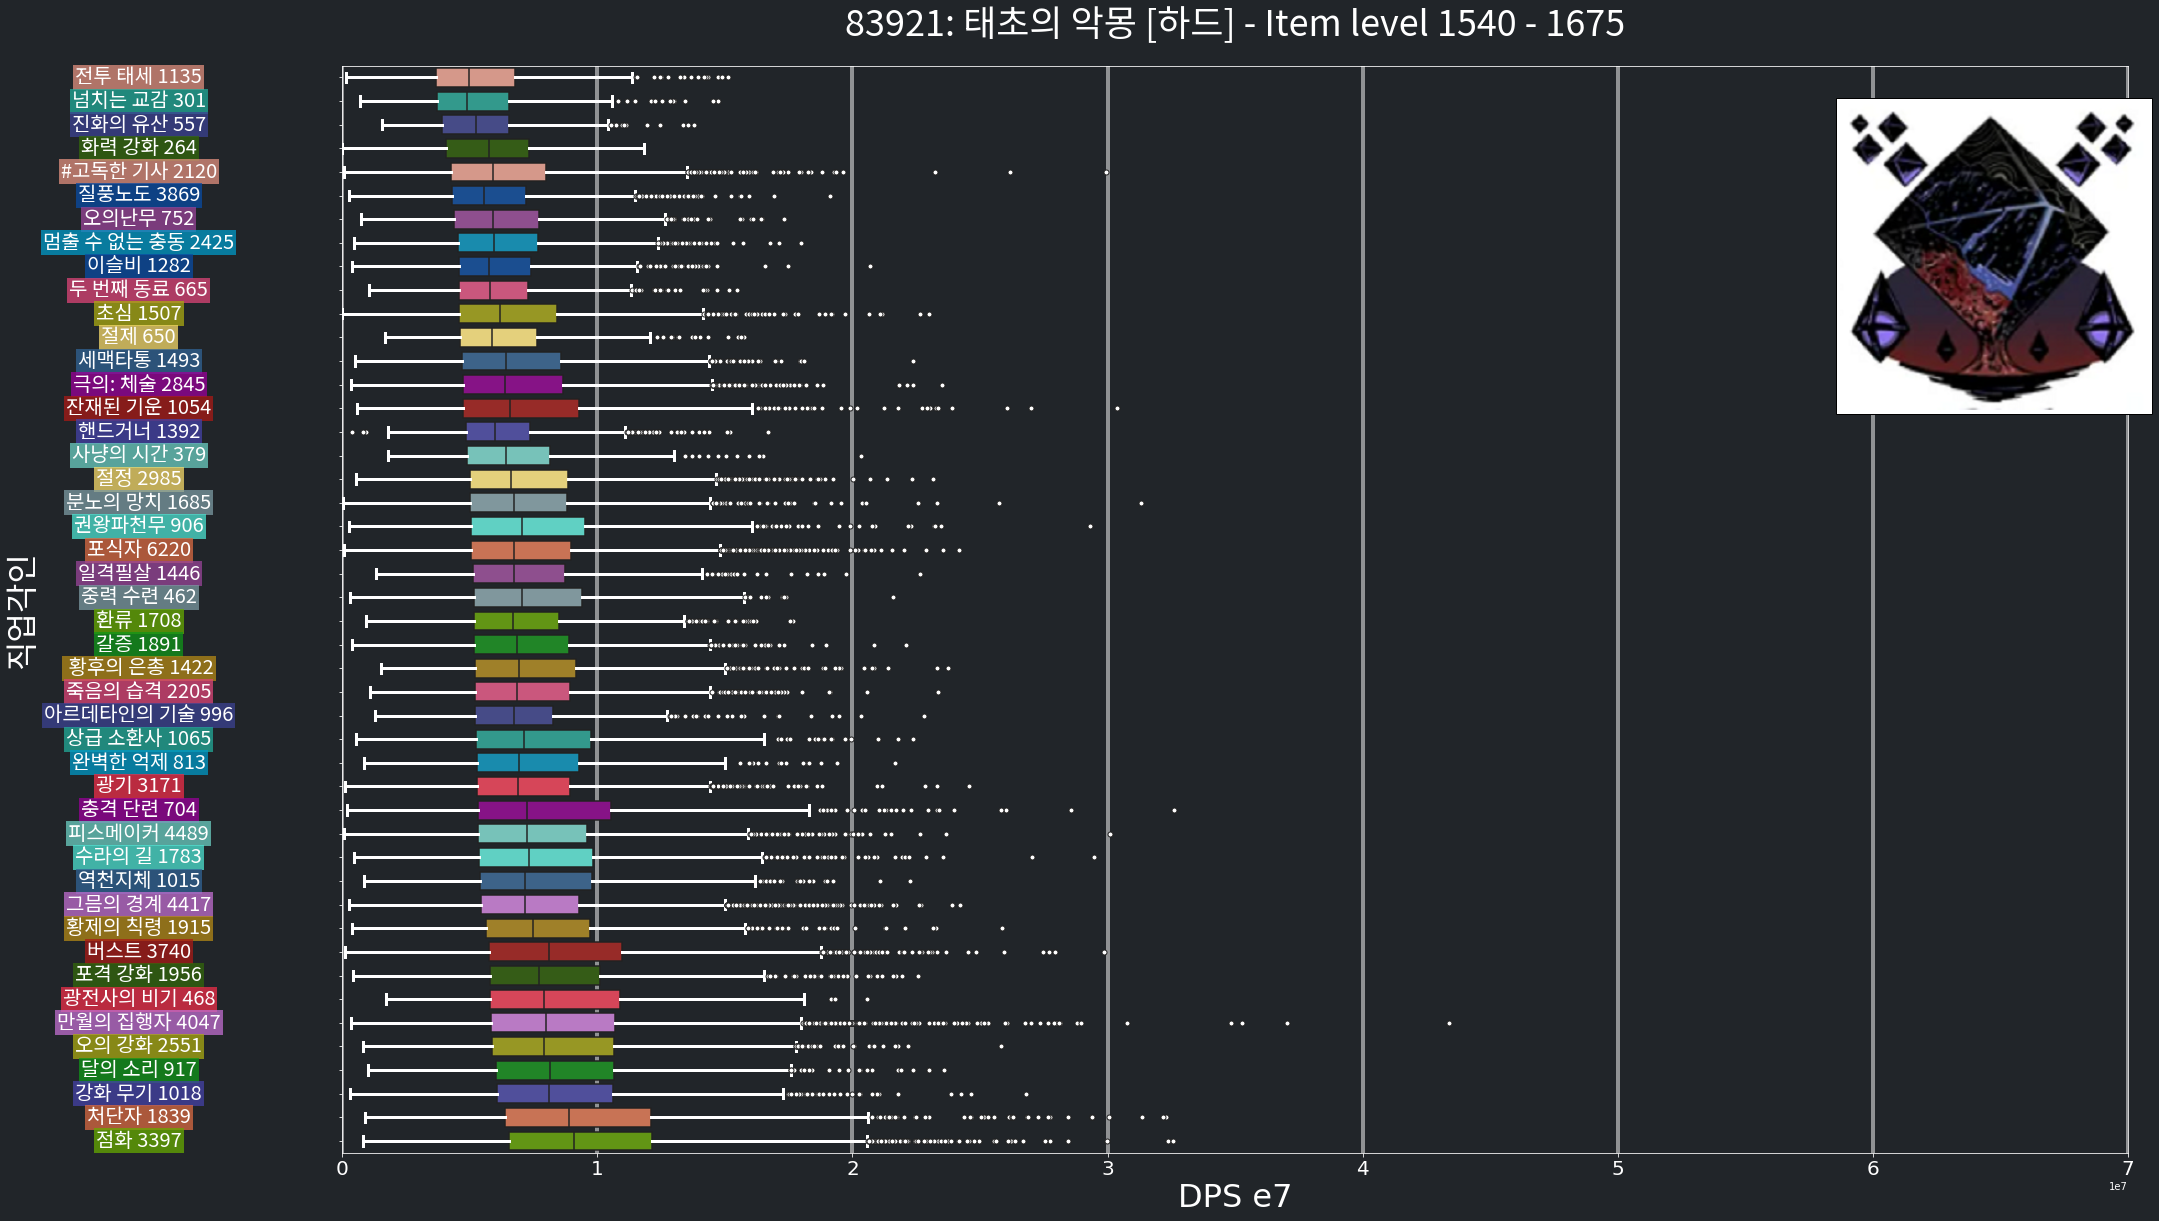 83921: 태초의 악몽 [하드] - Item level 1540 - 1675
전투 태세 1135
넘치는 교감 301
진화의 유산 557
화력 강화 264
#고독한 기사 2120
질풍노도 3869
오의난무 752
멈출 수 없는 충동 2425
이슬비 1282
두 번째 동료 665
초심 1507
절제 650
세맥타통 1493
극의: 체술 2845
잔재된 기운 1054
핸드거너 1392
사냥의 시간 379
절정 2985
분노의 망치 1685
권왕파천무 906
포식자 6220
일격필살 1446
중력 수련 462
환류 1708
갈증 1891
황후의 은총 1422
죽음의 습격 2205
아르데타인의 기술 996
상급 소환사 1065
완벽한 억제 813
광기 3171
충격 단련 704
피스메이커 4489
수라의 길 1783
역천지체 1015
그믐의 경계 4417
황제의 칙령 1915
버스트 3740
포격 강화 1956
광전사의 비기 468
만월의 집행자 4047
오의 강화 2551
달의 소리 917
강화 무기 1018
처단자 1839
점화 3397
직업각인
0 1 2 3 4 5 6 7
1e7
DPS e7